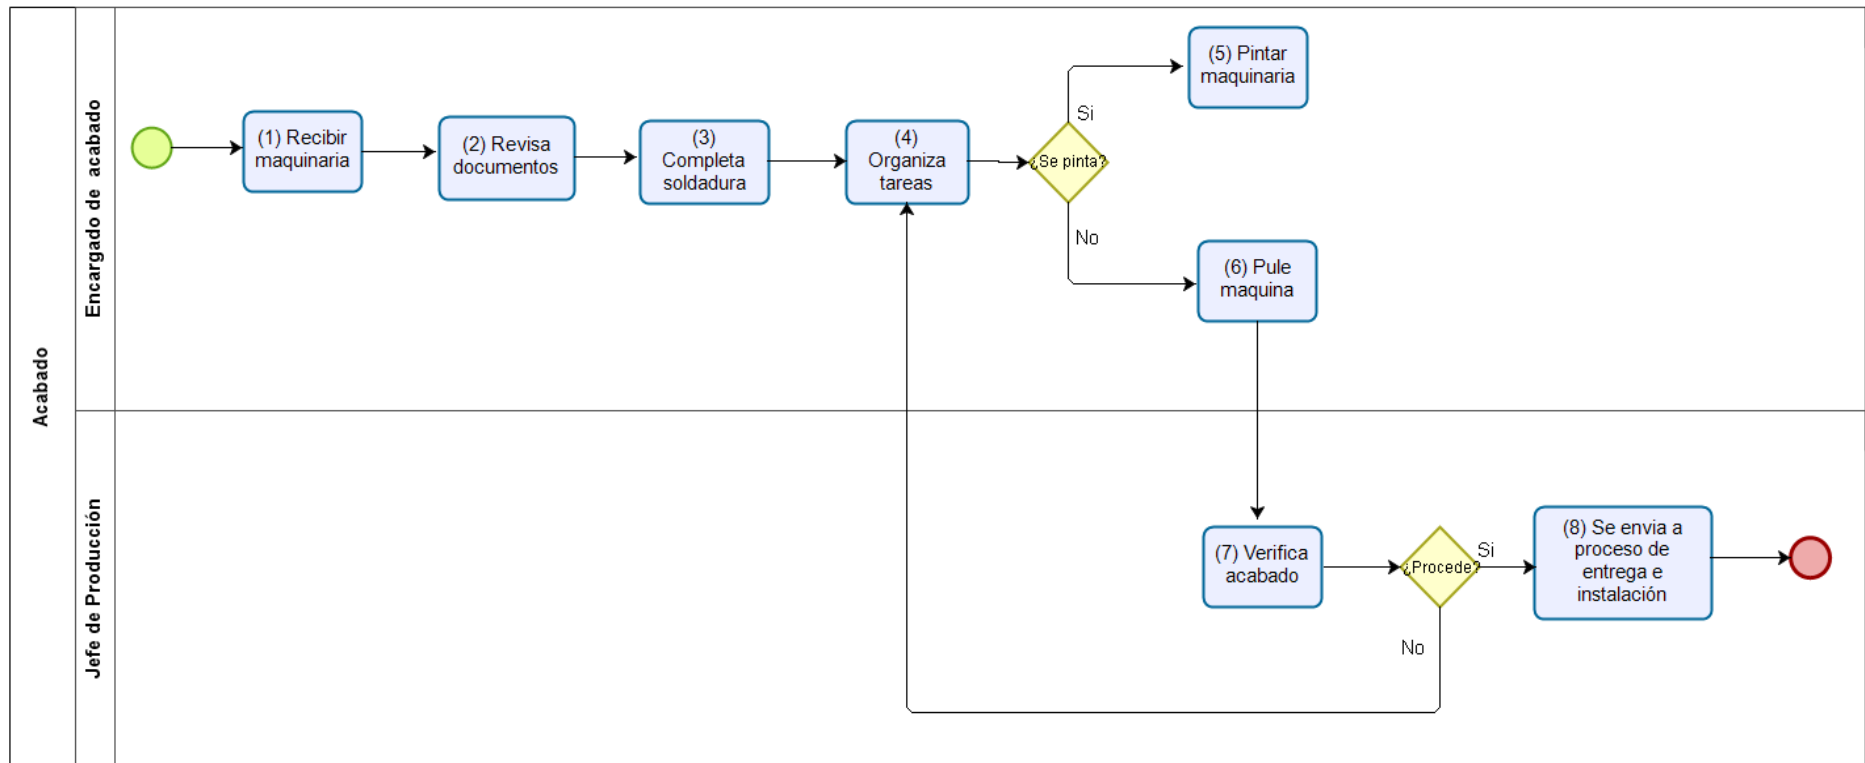 Acabado
Encargado de acabado
(1) Recibir
maquinaria
(2) Revisa
documentos
(3)
Completa
soldadura
(4)
Organiza
tareas
¿Se pinta?
Si
(5) Pintar
maquinaria
No
(6) Pule
maquina
Jefe de Producción
(7) Verifica
acabado
¿Procede?
Si
(8) Se envia a
proceso de
entrega e
instalación
No